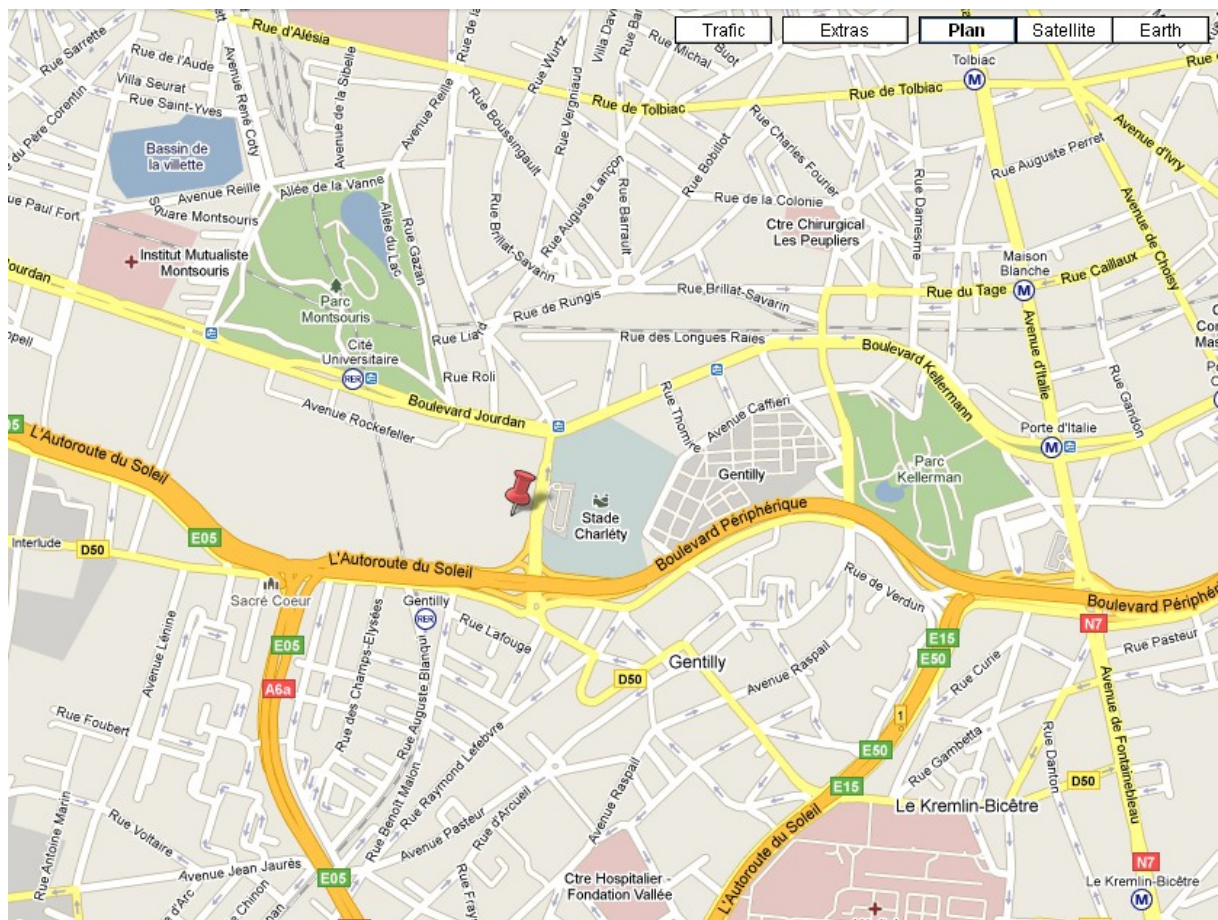 Trafic
Extras
Plan
Satellite
Earth
Rue d'Alésia
Rue Sarrette
Rue de l'Aude
Villa Seurat
Rue Saint-Yves
Avenue René Coty
Avenue de la Sibelle
Avenue Reille
Rue Wurtz
Rue Vergniaud
Rue Boussingault
Rue de Tolbiac
Rue de Tolbiac
Tolbiac
M
Bassin de
la villette
Avenue Reille
Allée de la Vanne
Square Montsouris
Institut Mutualiste
Montsouris
Allée du Lac
Rue Gazan
Parc
Montsouris
Rue Brillat-Savarin
Rue Auguste Lançon
Rue Barrault
Rue Bobillot
Rue Charles Fourier
Rue de la Colonie
Rue Damesme
Ctre Chirurgical
Les Peupliers
Rue Auguste Perret
Avenue d'Ivry
Avenue de Choisy
Maison
Blanche
M
Rue Caillaux
Rue du Tage
Rue Brillat-Savarin
Rue de Rungis
Rue des Longues Raies
Rue Liard
Rue Roli
Jourdan
Cité
Universitaire
RER
Avenue Rockefeller
Boulevard Jourdan
Boulevard Kellermann
Avenue d'Italie
Rue Gandon
Porte d'Italie
M
Rue Thomire
Avenue Caffieri
Gentilly
Parc
Kellerman
Stade
Charléty
L'Autoroute du Soleil
E05
D50
Interlude
L'Autoroute du Soleil
Boulevard Périphérique
Boulevard Périphérique
Sacré Coeur
Gentilly
RER
Rue Lafouge
Rue de Verdun
N7
E15
E50
Rue Pasteur
Avenue Lénine
E05
A6a
Rue des Champs-Elysées
Rue Auguste Blanqui
D50
Gentilly
Avenue Raspail
Rue Curie
Rue Foubert
Rue Raymond Lefebvre
Rue Benoît Malon
1
E50
E15
Rue Gambetta
Rue Danton
D50
Avenue de Fontainebleau
Le Kremlin-Bicêtre
Rue Antoine Marin
Rue Voltaire
Avenue Jean Jaurès
E05
Avenue Pasteur
Rue d'Arcueil
Avenue Raspail
Ctre Hospitalier -
Fondation Vallée
L'Autoroute du Soleil
N7
Le Kremlin-Bicêtre
M